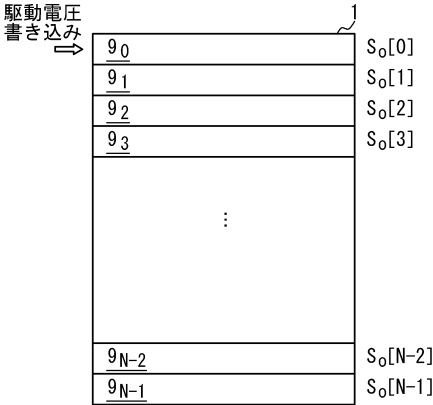 駆動電圧
書き込み
1
9₀ Sₒ[0]
9₁ Sₒ[1]
9₂ Sₒ[2]
9₃ Sₒ[3]
⋮
9N-2 Sₒ[N-2]
9N-1 Sₒ[N-1]